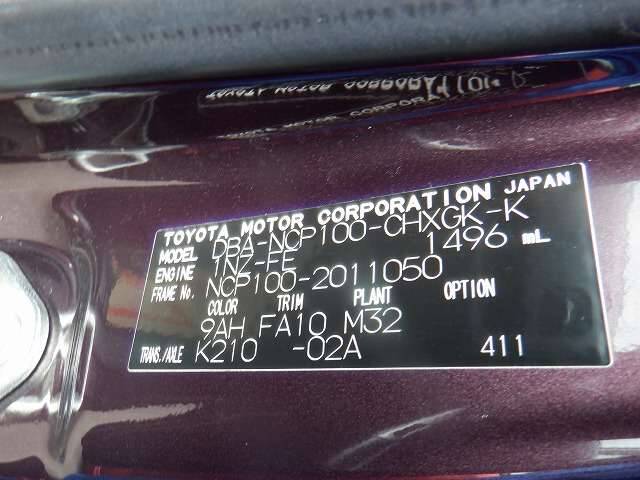 TOYOTA MOTOR CORPORATION JAPAN
MODEL DBA-NCP100-CHXGK-K
ENGINE 1NZ-FE 1496 mL
FRAME No. NCP100-2011050
COLOR TRIM PLANT OPTION
9AH FA10 M32
TRANS./AXLE K210 -02A 411